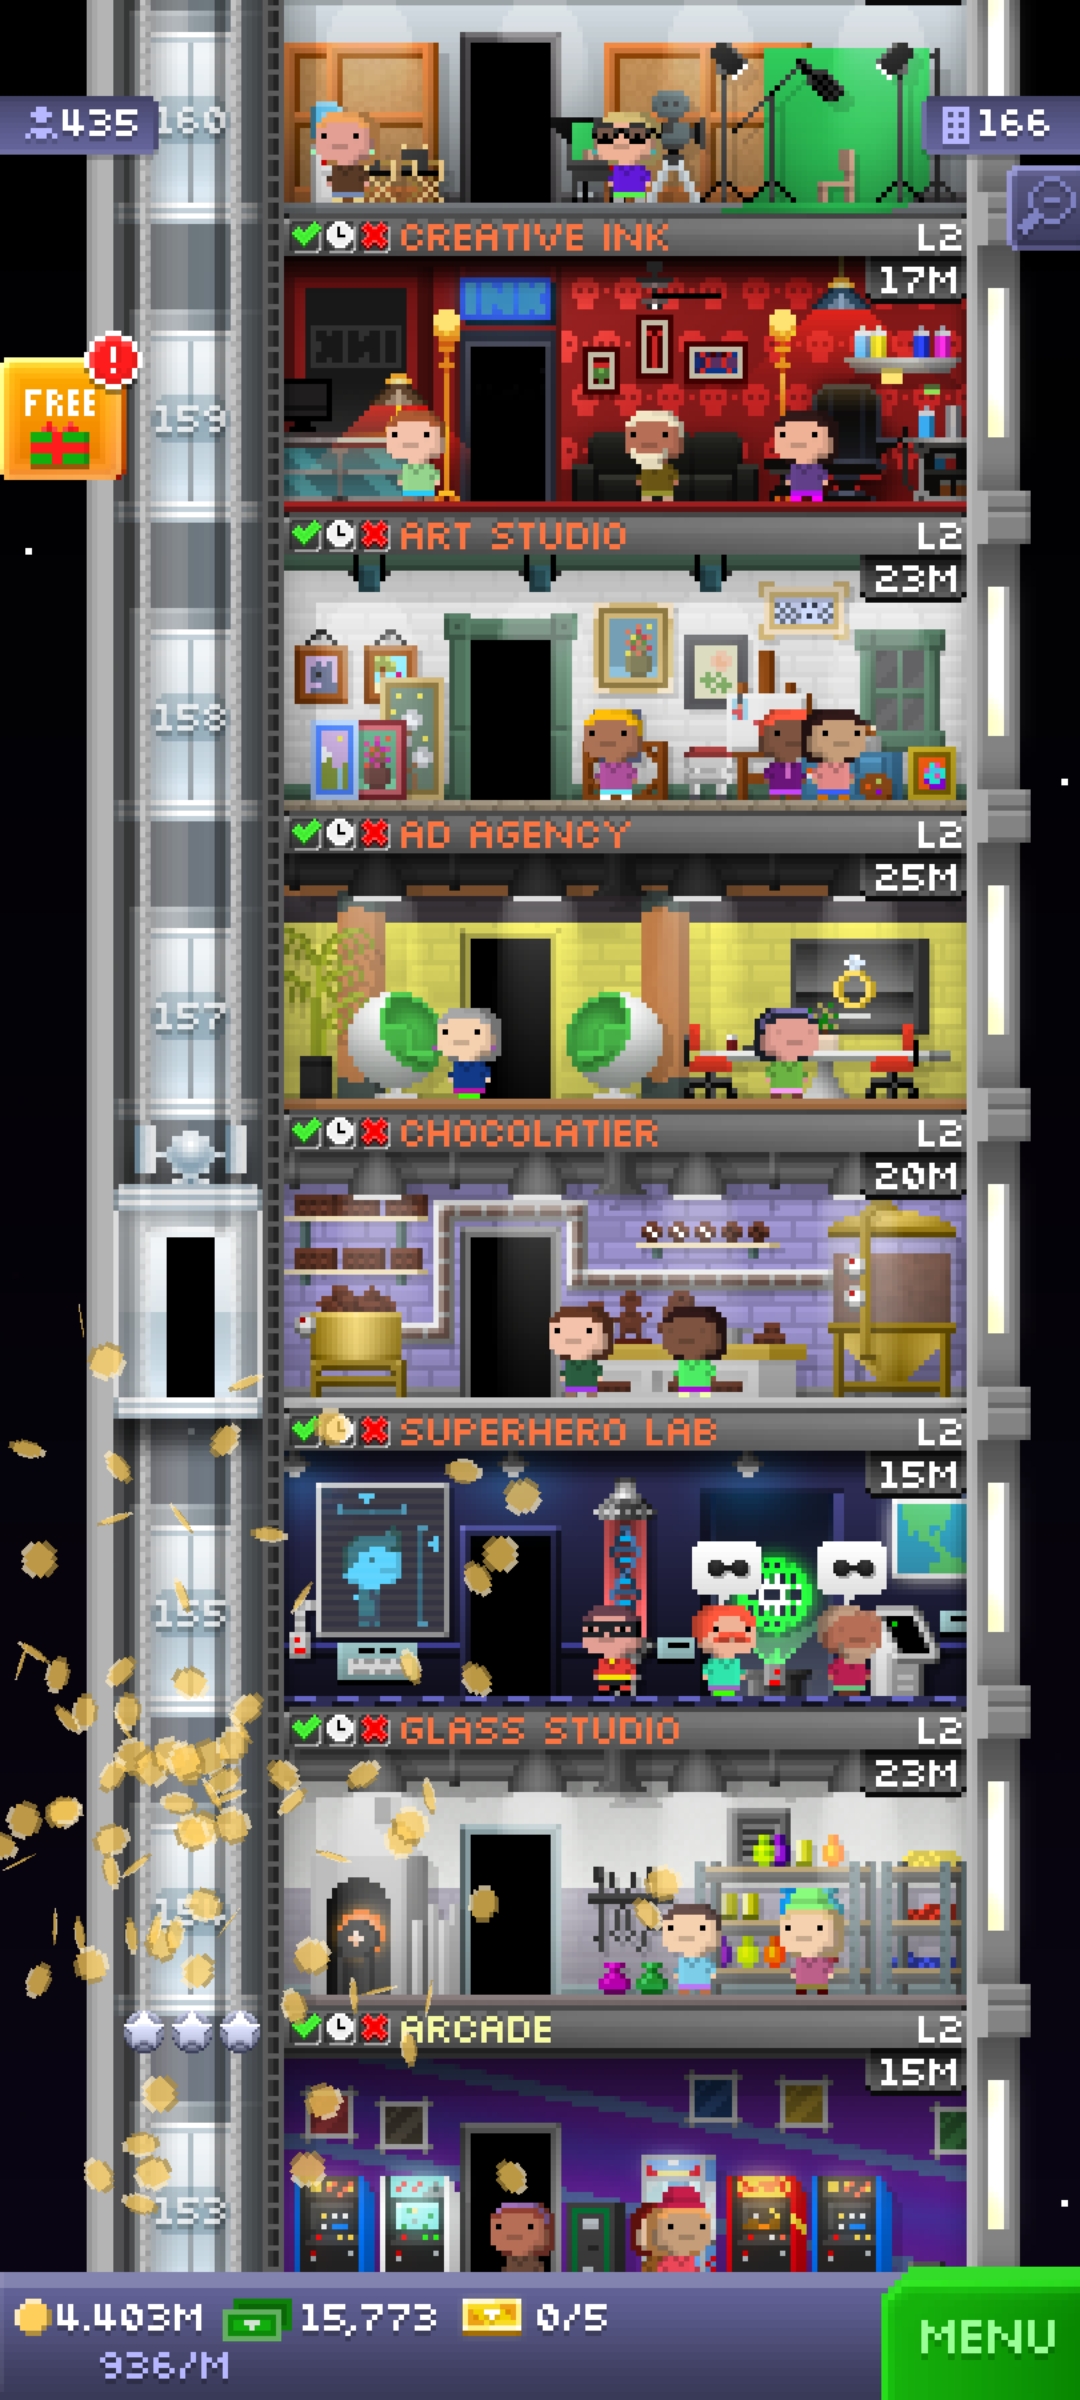 435
160
166
CREATIVE INK L2
17M
INK
FREE
!
159
ART STUDIO L2
23M
158
AD AGENCY L2
25M
157
CHOCOLATIER L2
20M
SUPERHERO LAB L2
15M
155
GLASS STUDIO L2
23M
ARCADE L2
15M
153
4.403M 15,773 0/5
936/M
MENU